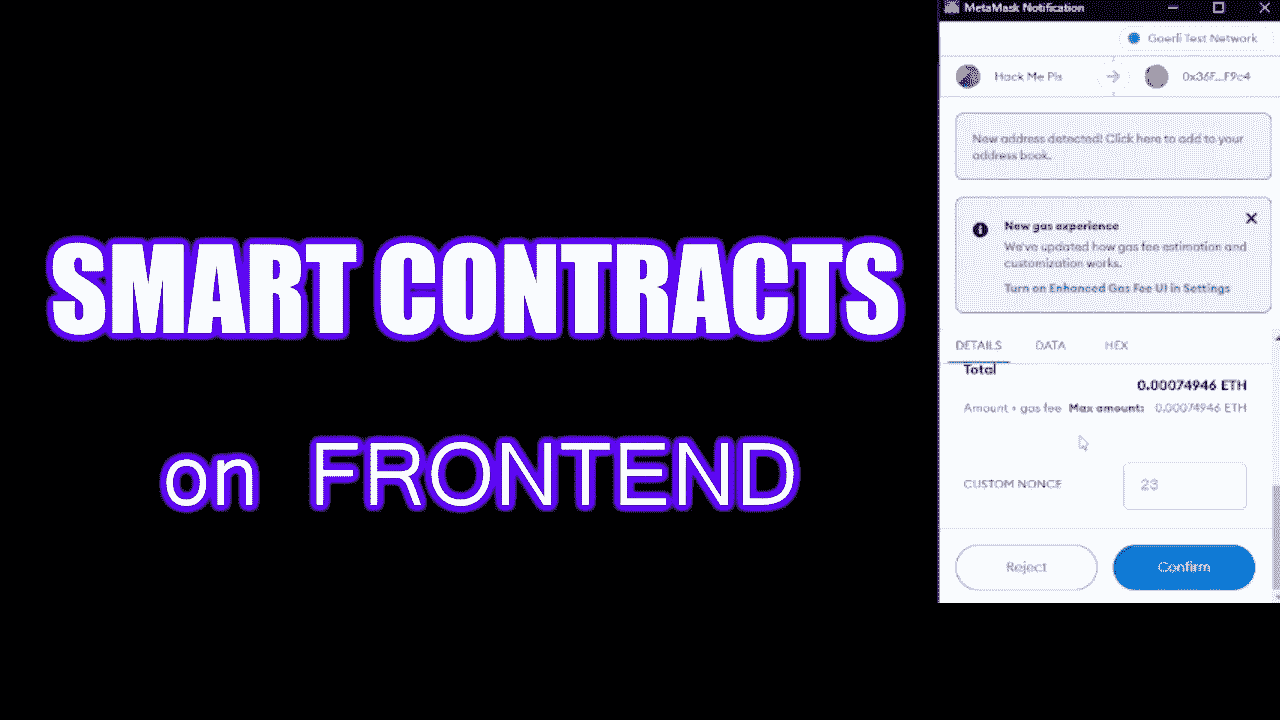 SMART CONTRACTS
on FRONTEND
MetaMask Notification
Goerli Test Network
Hack Me Pls
0x36F...F9c4
New address detected! Click here to add to your
address book.
New gas experience
We've updated how gas fee estimation and
customization works.
Turn on Enhanced Gas Fee UI in Settings
DETAILS DATA HEX
Total
0.00074946 ETH
Amount + gas fee Max amount: 0.00074946 ETH
CUSTOM NONCE 23
Reject Confirm